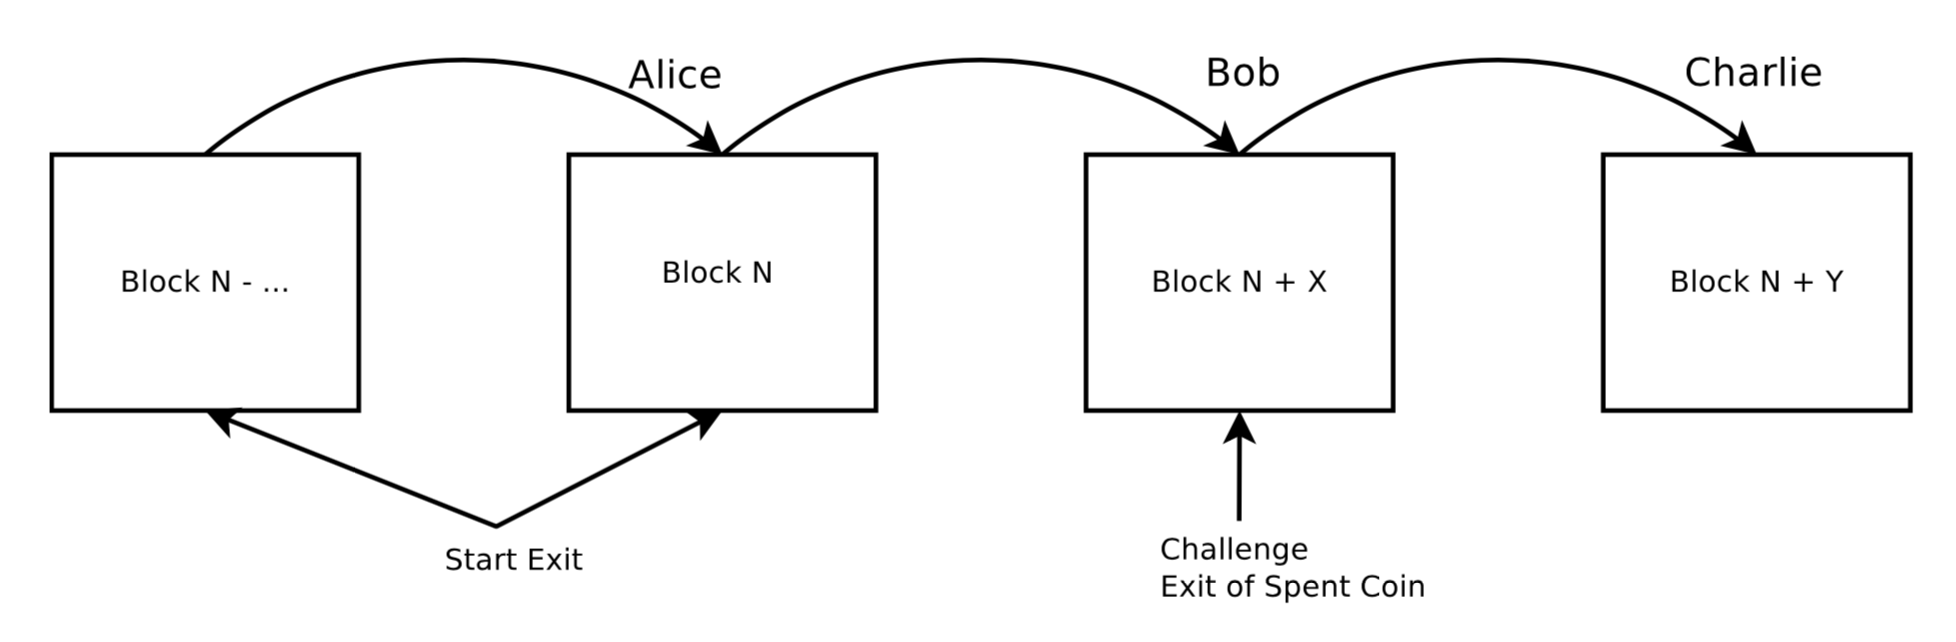 Alice
Bob
Charlie
Block N - ...
Block N
Block N + X
Block N + Y
Start Exit
Challenge
Exit of Spent Coin